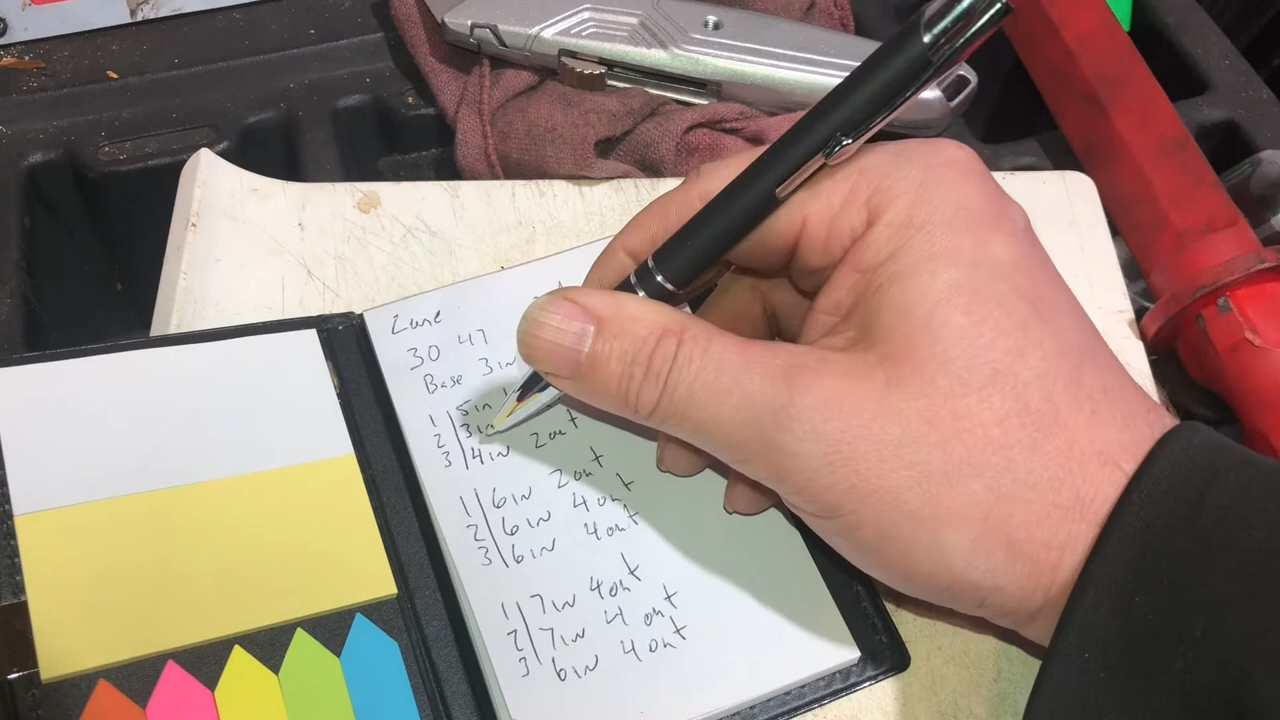 Lane
30 47
Base 3in
1 5in
2 3in
3 4in 2out
1 6in 2out
2 6in 4out
3 6in 4out
1 7in 4out
2 7in 4out
3 6in 4out